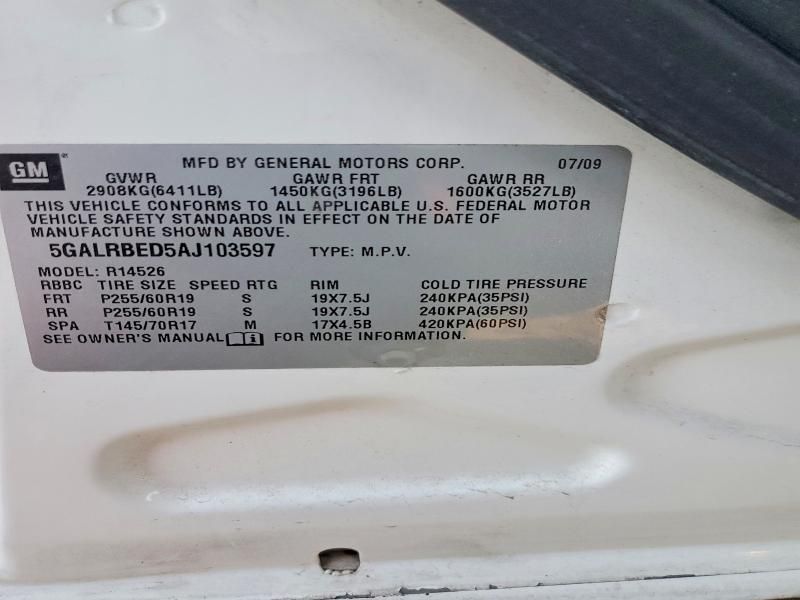 GM
MFD BY GENERAL MOTORS CORP. 07/09
GVWR GAWR FRT GAWR RR
2908KG(6411LB) 1450KG(3196LB) 1600KG(3527LB)
THIS VEHICLE CONFORMS TO ALL APPLICABLE U.S. FEDERAL MOTOR
VEHICLE SAFETY STANDARDS IN EFFECT ON THE DATE OF
MANUFACTURE SHOWN ABOVE.
5GALRBED5AJ103597 TYPE: M.P.V.
MODEL: R14526
RBBC TIRE SIZE SPEED RTG RIM COLD TIRE PRESSURE
FRT P255/60R19 S 19X7.5J 240KPA(35PSI)
RR P255/60R19 S 19X7.5J 240KPA(35PSI)
SPA T145/70R17 M 17X4.5B 420KPA(60PSI)
SEE OWNER'S MANUAL i FOR MORE INFORMATION.